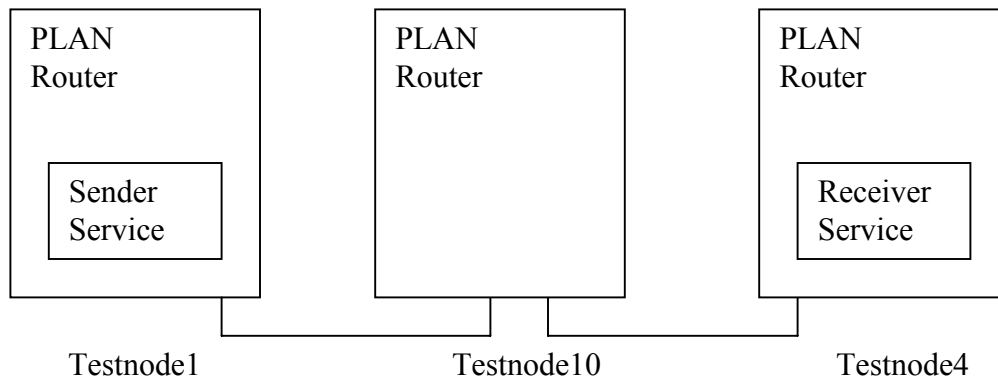 PLAN
Router
Sender
Service
PLAN
Router
PLAN
Router
Receiver
Service
Testnode1
Testnode10
Testnode4